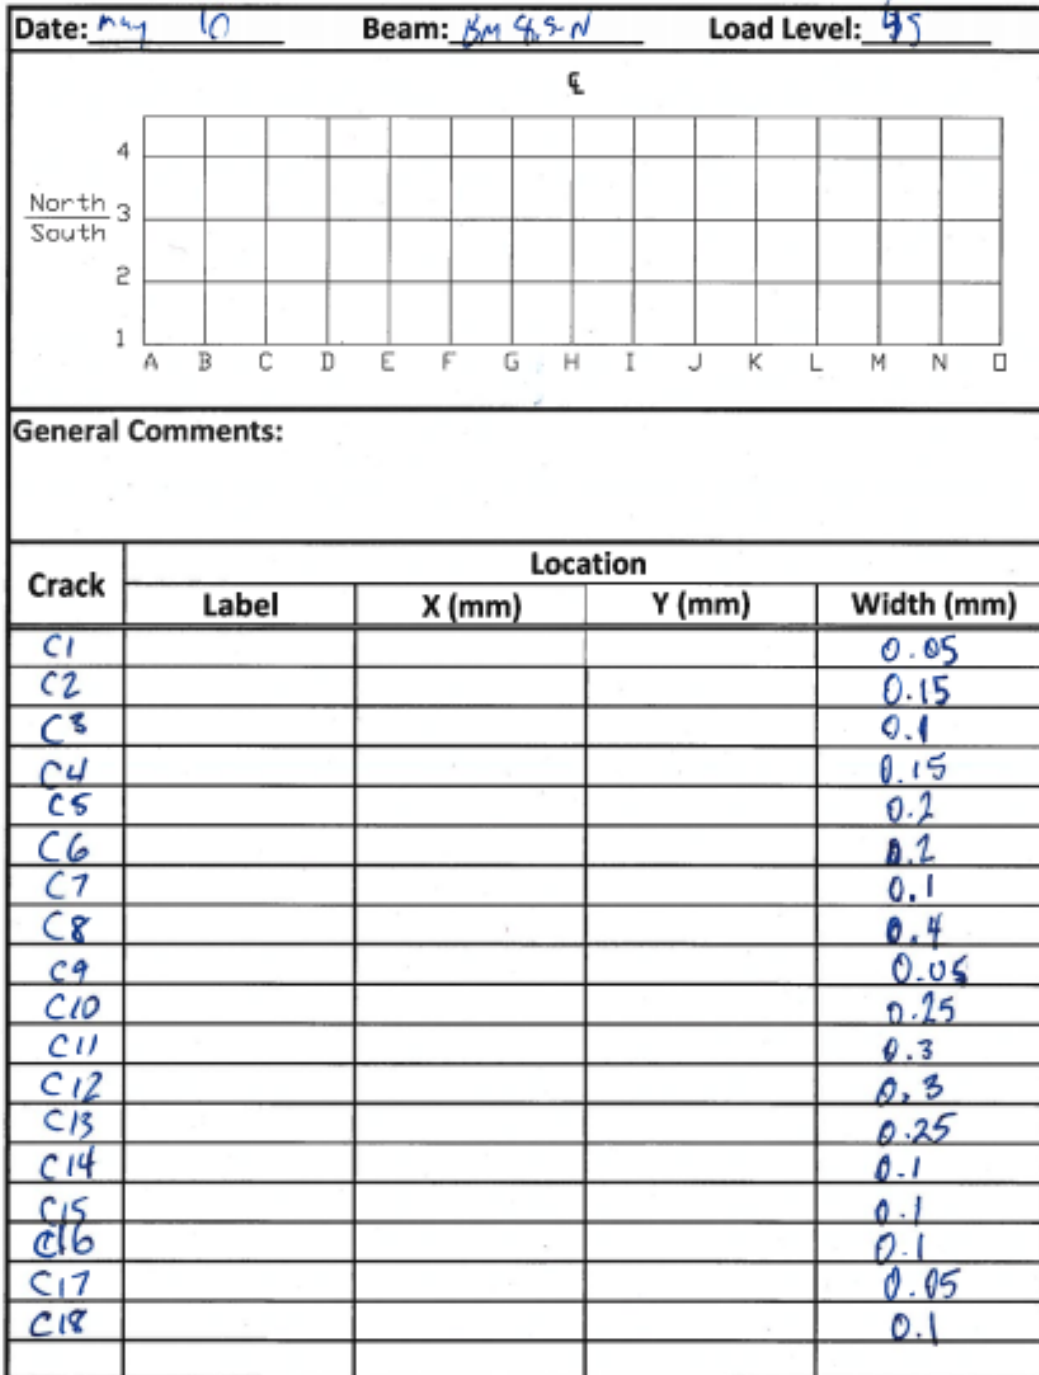 Date: May 10 Beam: BM Load Level:
℄
4
North 3
South
2
1
A B C D E F G H I J K L M N O
General Comments:
Crack Location
Label X (mm) Y (mm) Width (mm)
C1 0.05
C2 0.15
C3 0.1
C4 0.15
C5 0.2
C6 0.2
C7 0.1
C8 0.4
C9 0.05
C10 0.25
C11 0.3
C12 0.3
C13 0.25
C14 0.1
C15 0.1
C16 0.1
C17 0.05
C18 0.1